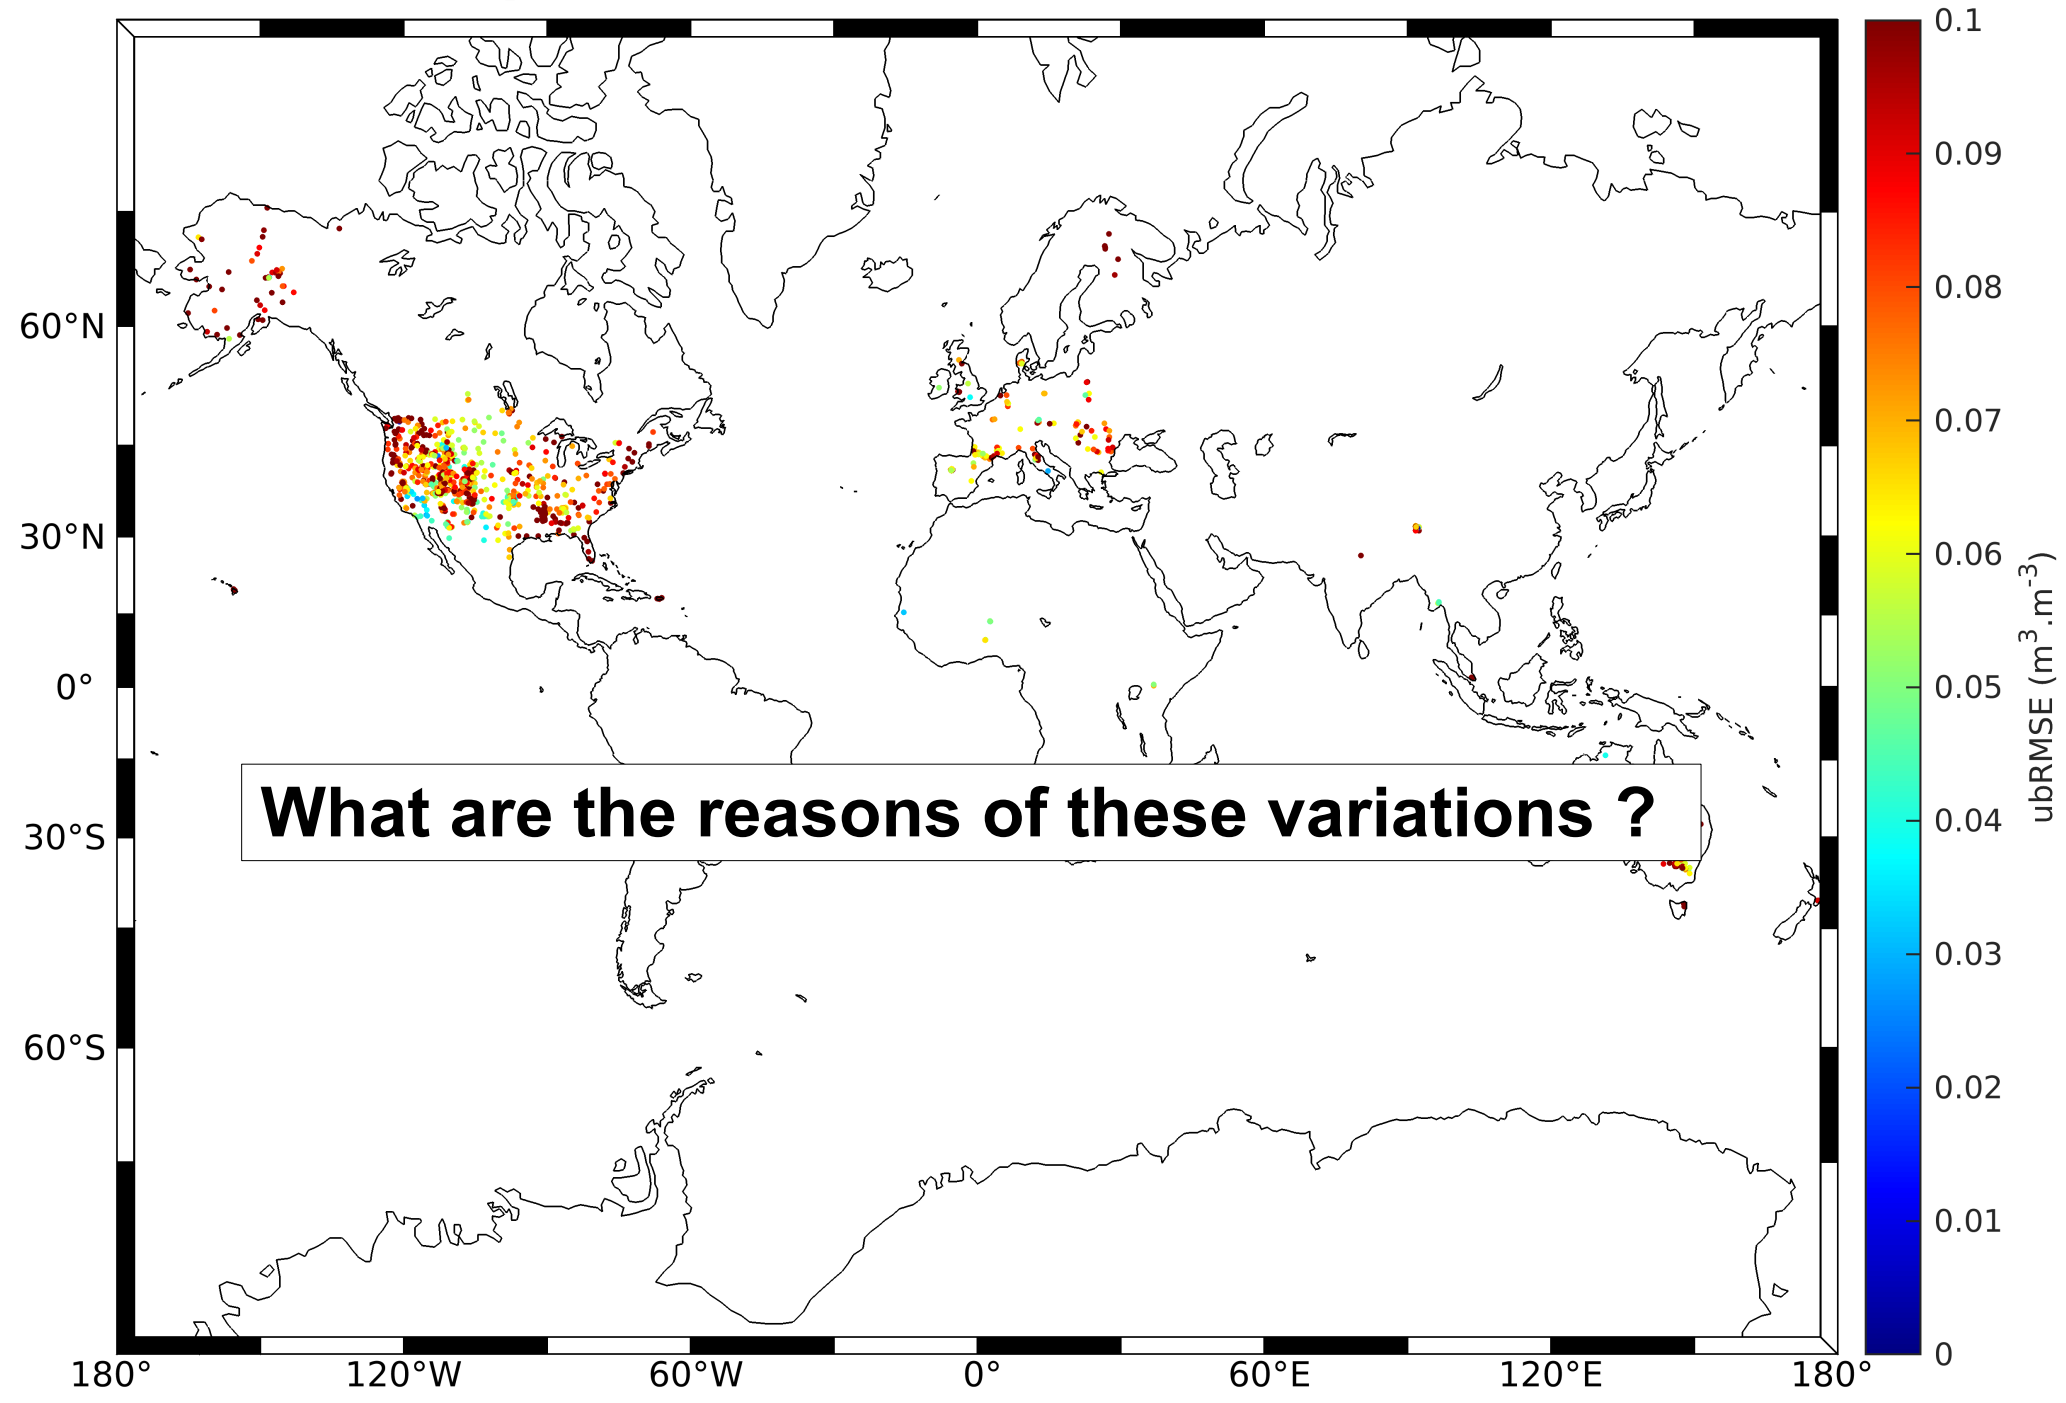 0.1
0.09
0.08
60°N
0.07
30°N
0.06
0.05
0°
ubRMSE (m³.m⁻³)
0.04
What are the reasons of these variations ?
30°S
0.03
60°S
0.02
0.01
0
180° 120°W 60°W 0° 60°E 120°E 180°